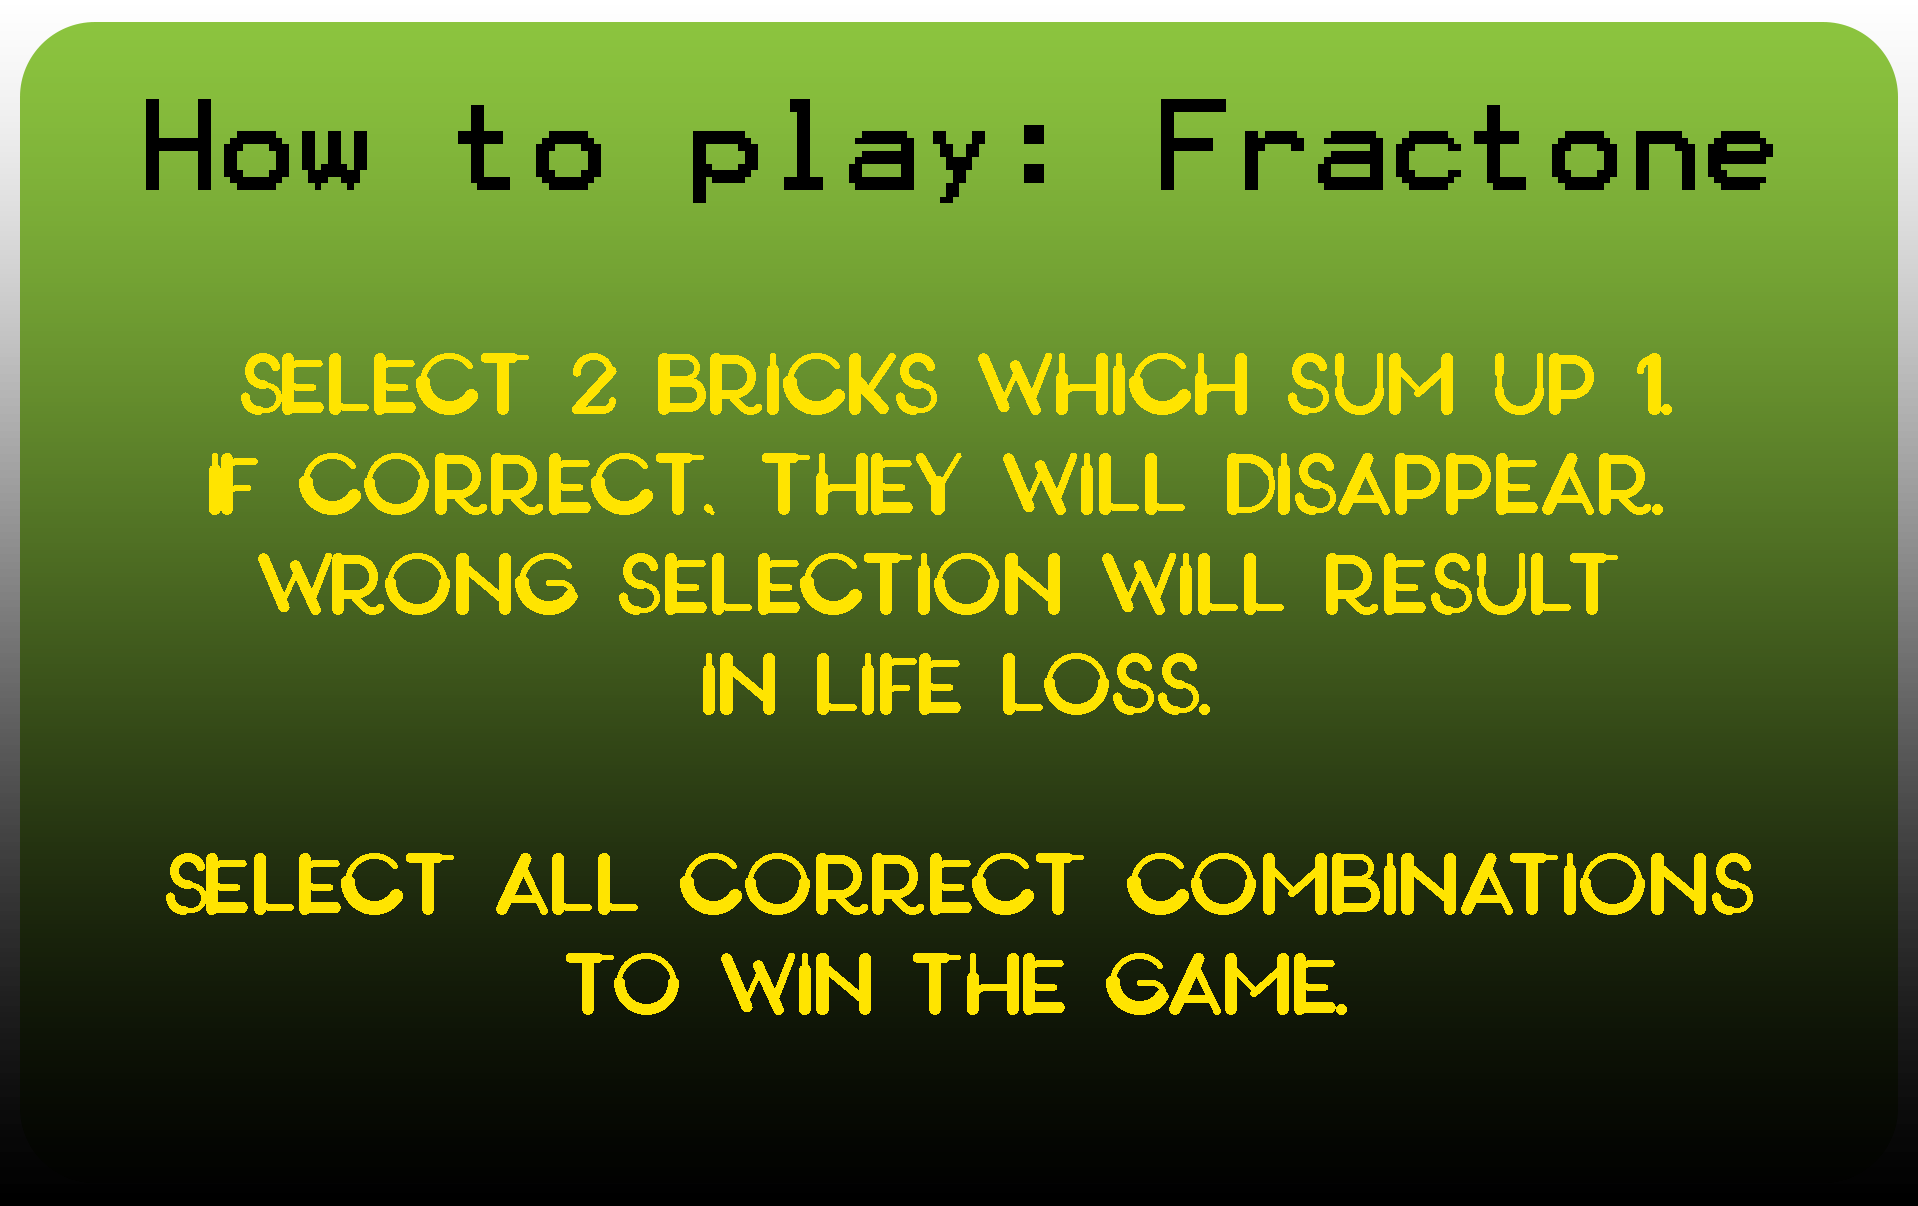 How to play: Fractone
SELECT 2 BRICKS WHICH SUM UP 1.
IF CORRECT, THEY WILL DISAPPEAR.
WRONG SELECTION WILL RESULT
IN LIFE LOSS.
SELECT ALL CORRECT COMBINATIONS
TO WIN THE GAME.